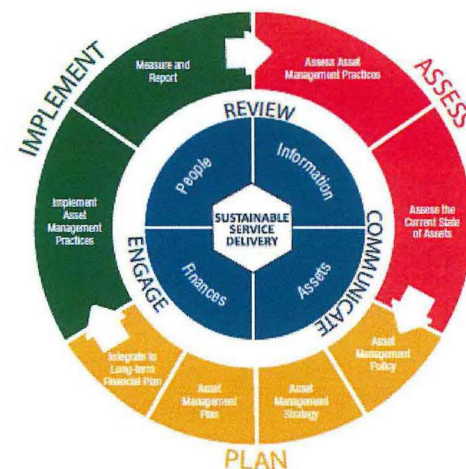 IMPLEMENT
ASSESS
PLAN
Measure and
Report
Assess Asset
Management Practices
Assess the
Current State
of Assets
Asset
Management
Policy
Asset
Management
Strategy
Asset
Management
Plan
Integrate to
Long-term
Financial Plan
Implement
Asset
Management
Practices
REVIEW
COMMUNICATE
ENGAGE
People
Information
Assets
Finances
SUSTAINABLE
SERVICE
DELIVERY